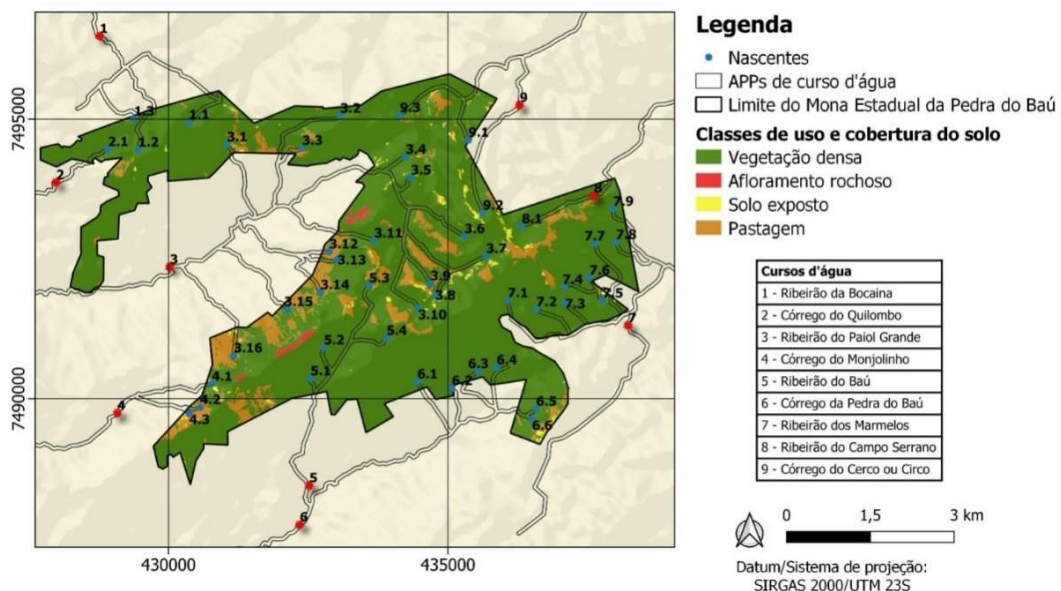 Legenda
Nascentes
APPs de curso d'água
Limite do Mona Estadual da Pedra do Baú
Classes de uso e cobertura do solo
Vegetação densa
Afloramento rochoso
Solo exposto
Pastagem
Cursos d'água
1 - Ribeirão da Bocaina
2 - Córrego do Quilombo
3 - Ribeirão do Paiol Grande
4 - Córrego do Monjolinho
5 - Ribeirão do Baú
6 - Córrego da Pedra do Baú
7 - Ribeirão dos Marmelos
8 - Ribeirão do Campo Serrano
9 - Córrego do Cerco ou Circo
0 1,5 3 km
Datum/Sistema de projeção:
SIRGAS 2000/UTM 23S
7495000
7490000
430000 435000
1
2
3
4
5
6
7
8
9
1.3
1.1
2.1
1.2
3.1
3.2
3.3
9.3
9.1
3.4
3.5
9.2
8.1
7.9
3.6
7.7
7.8
3.11
3.12
3.13
3.7
7.6
5.3
3.9
7.4
3.14
3.8
7.5
3.15
3.10
7.1
7.2
7.3
5.4
5.2
3.16
4.1
5.1
6.1
6.2
6.3
6.4
4.2
4.3
6.5
6.6